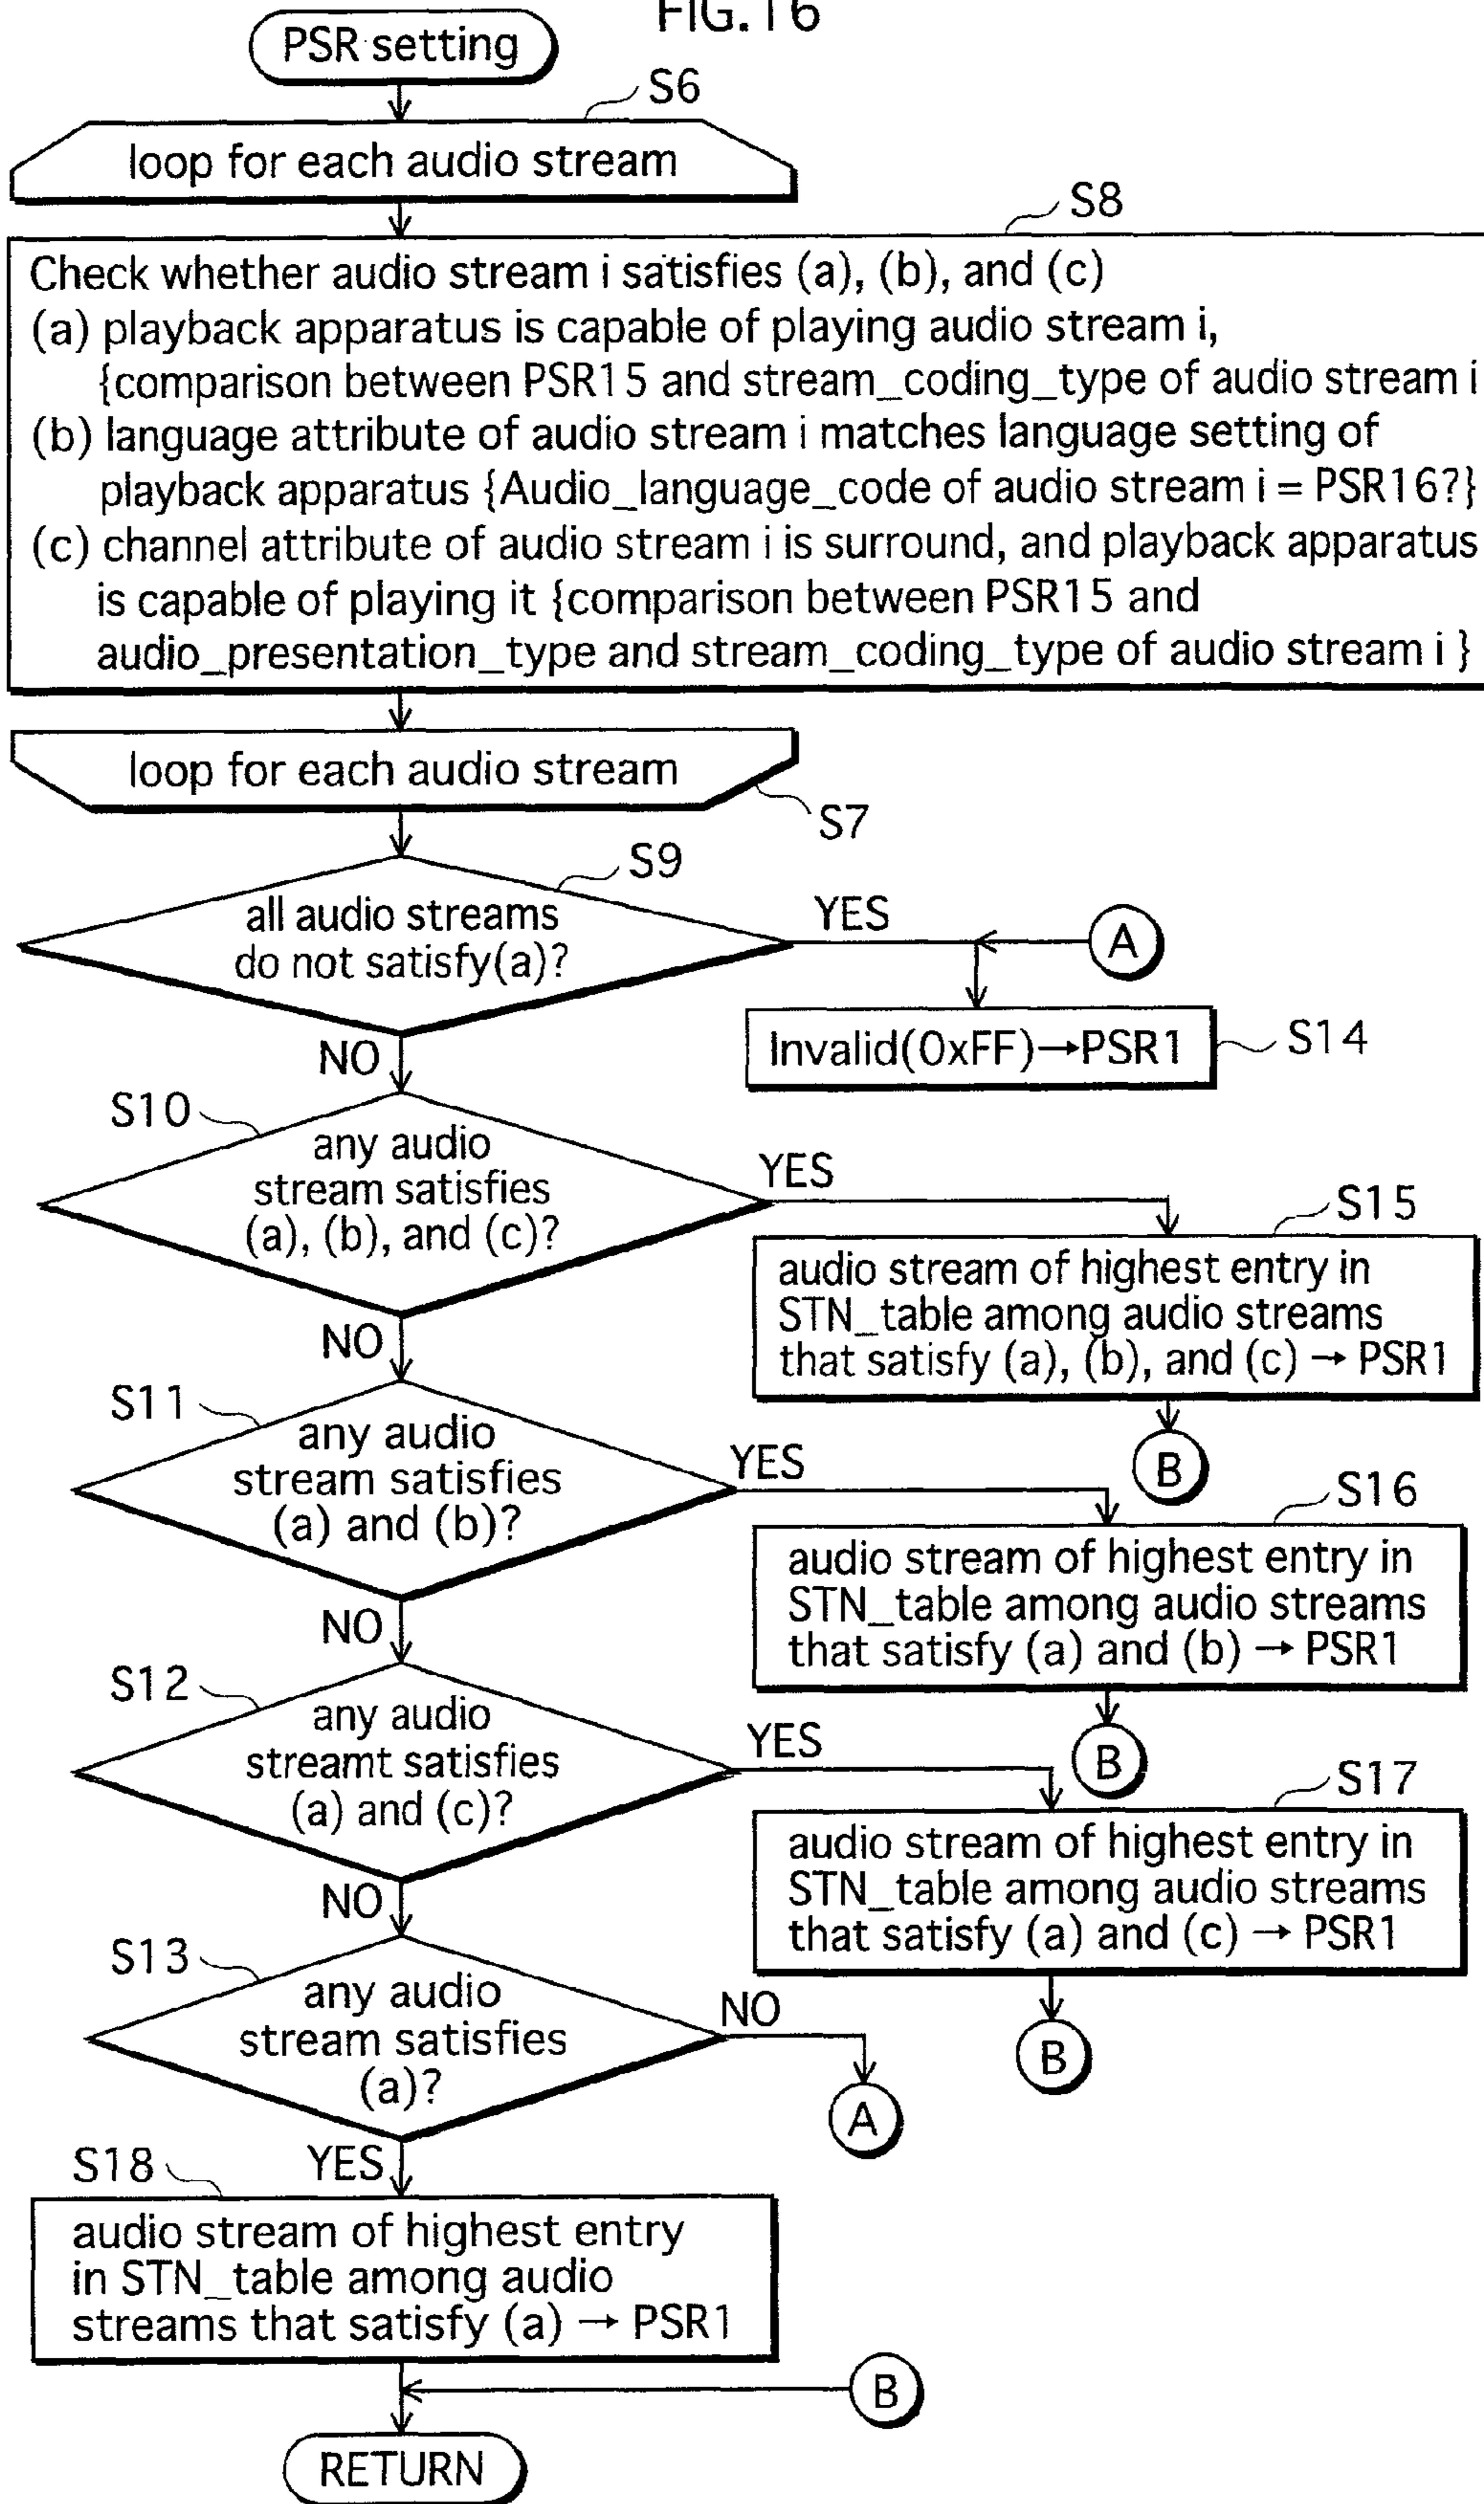 FIG.16
PSR setting
S6
loop for each audio stream
S8
Check whether audio stream i satisfies (a), (b), and (c)
(a) playback apparatus is capable of playing audio stream i,
{comparison between PSR15 and stream_coding_type of audio stream i
(b) language attribute of audio stream i matches language setting of
playback apparatus {Audio_language_code of audio stream i = PSR16?}
(c) channel attribute of audio stream i is surround, and playback apparatus
is capable of playing it {comparison between PSR15 and
audio_presentation_type and stream_coding_type of audio stream i }
loop for each audio stream
S7
S9
all audio streams
do not satisfy(a)?
YES
A
NO
Invalid(0xFF)→PSR1
S14
S10
any audio
stream satisfies
(a), (b), and (c)?
YES
S15
audio stream of highest entry in
STN_table among audio streams
that satisfy (a), (b), and (c) → PSR1
NO
B
S11
any audio
stream satisfies
(a) and (b)?
YES
S16
audio stream of highest entry in
STN_table among audio streams
that satisfy (a) and (b) → PSR1
NO
B
S12
any audio
streamt satisfies
(a) and (c)?
YES
S17
audio stream of highest entry in
STN_table among audio streams
that satisfy (a) and (c) → PSR1
NO
B
S13
any audio
stream satisfies
(a)?
NO
A
YES
S18
audio stream of highest entry
in STN_table among audio
streams that satisfy (a) → PSR1
B
RETURN